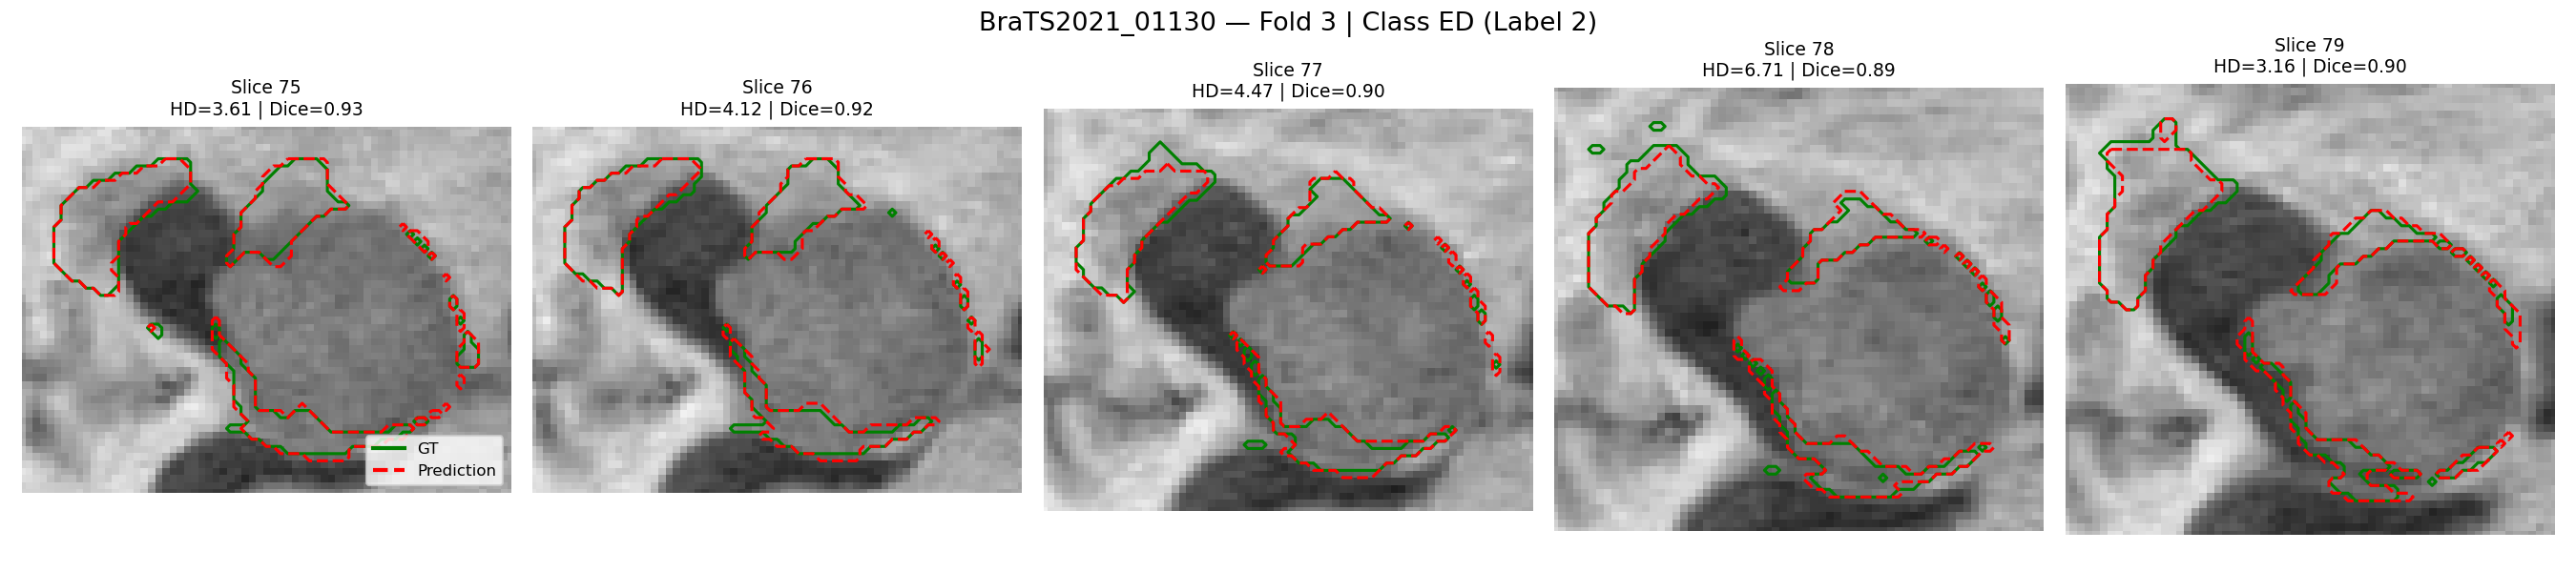 BraTS2021_01130 — Fold 3 | Class ED (Label 2)
Slice 75
HD=3.61 | Dice=0.93
Slice 76
HD=4.12 | Dice=0.92
Slice 77
HD=4.47 | Dice=0.90
Slice 78
HD=6.71 | Dice=0.89
Slice 79
HD=3.16 | Dice=0.90
GT
Prediction